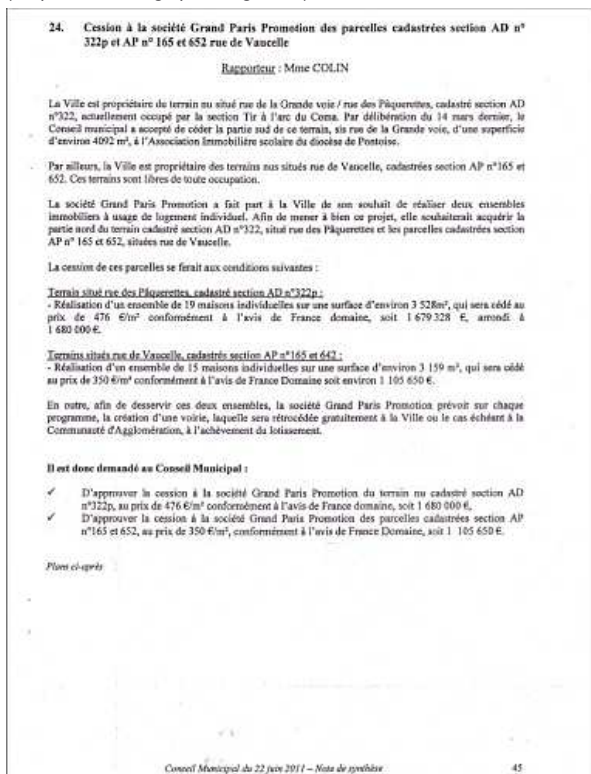 24. Cession à la société Grand Paris Promotion des parcelles cadastrées section AD n°
322p et AP n° 165 et 652 rue de Vaucelle
Rapporteur : Mme COLIN
La Ville est propriétaire du terrain nu situé rue de la Grande voie / rue des Pâquerettes, cadastré section AD
n°322, actuellement occupé par la section Tir à l'arc du Coma. Par délibération du 14 mars dernier, le
Conseil municipal a accepté de céder la partie sud de ce terrain, sis rue de la Grande voie, d'une superficie
d'environ 4092 m², à l'Association Immobilière scolaire du diocèse de Pontoise.
Par ailleurs, la Ville est propriétaire des terrains nus situés rue de Vaucelle, cadastrées section AP n°165 et
652. Ces terrains sont libres de toute occupation.
La société Grand Paris Promotion a fait part à la Ville de son souhait de réaliser deux ensembles
immobiliers à usage de logement individuel. Afin de mener à bien ce projet, elle souhaiterait acquérir la
partie nord du terrain cadastré section AD n°322, situé rue des Pâquerettes et les parcelles cadastrées section
AP n° 165 et 652, situées rue de Vaucelle.
La cession de ces parcelles se ferait aux conditions suivantes :
Terrain situé rue des Pâquerettes, cadastré section AD n°322p :
- Réalisation d'un ensemble de 19 maisons individuelles sur une surface d'environ 3 528m², qui sera cédé au
prix de 476 €/m² conformément à l'avis de France domaine, soit 1 679 328 €, arrondi à
1 680 000 €.
Terrains situés rue de Vaucelle, cadastrés section AP n°165 et 642 :
- Réalisation d'un ensemble de 15 maisons individuelles sur une surface d'environ 3 159 m², qui sera cédé
au prix de 350 €/m² conformément à l'avis de France Domaine soit environ 1 105 650 €.
En outre, afin de desservir ces deux ensembles, la société Grand Paris Promotion prévoit sur chaque
programme, la création d'une voirie, laquelle sera rétrocédée gratuitement à la Ville ou le cas échéant à la
Communauté d'Agglomération, à l'achèvement du lotissement.
Il est donc demandé au Conseil Municipal :
✓ D'approuver la cession à la société Grand Paris Promotion du terrain nu cadastré section AD
n°322p, au prix de 476 €/m² conformément à l'avis de France domaine, soit 1 680 000 €,
✓ D'approuver la cession à la société Grand Paris Promotion des parcelles cadastrées section AP
n°165 et 652, au prix de 350 €/m², conformément à l'avis de France Domaine, soit 1 105 650 €.
Plans ci-après
Conseil Municipal du 22 juin 2011 – Note de synthèse 45